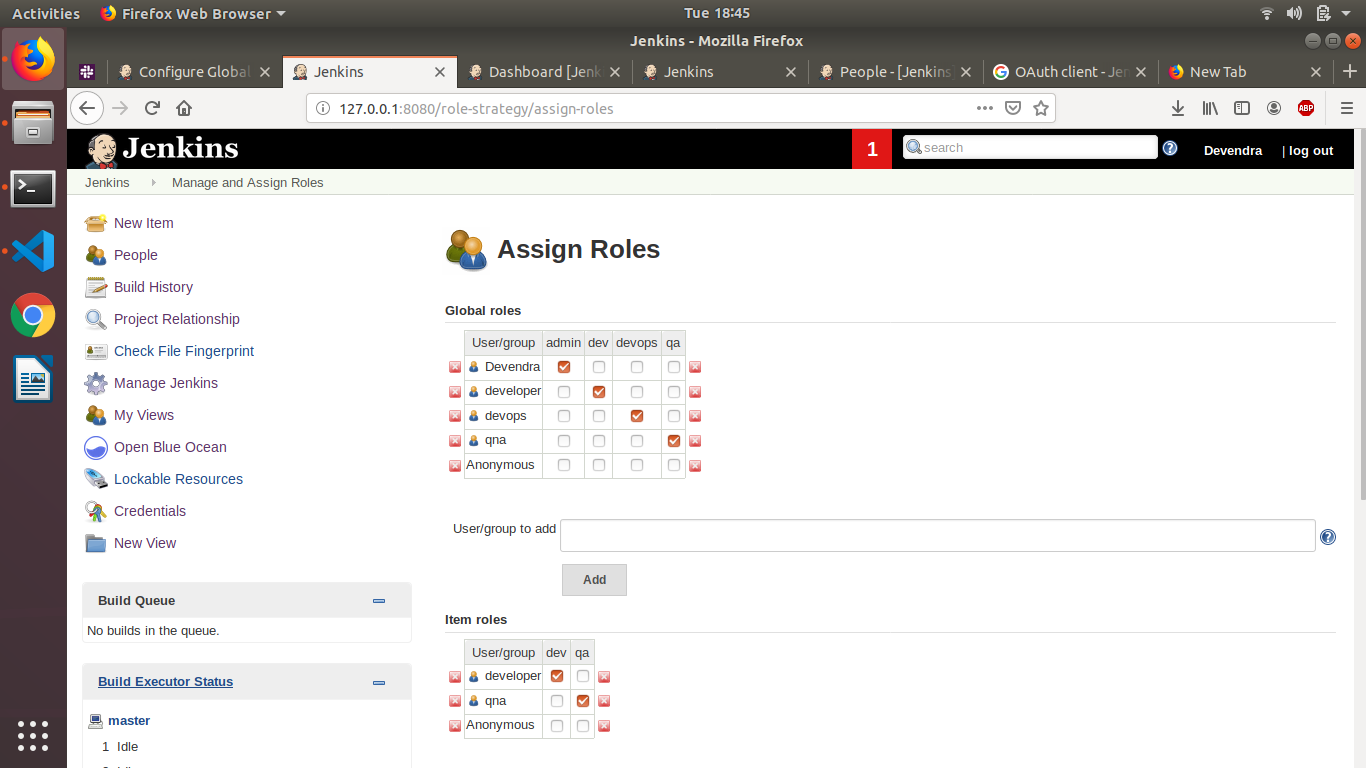 Activities Firefox Web Browser Tue 18:45
Jenkins - Mozilla Firefox
Configure Global Jenkins Dashboard [Jenk Jenkins People - [Jenkins OAuth client - Jen New Tab
127.0.0.1:8080/role-strategy/assign-roles ABP
Jenkins 1 search Devendra | log out
Jenkins Manage and Assign Roles
New Item
People
Build History
Project Relationship
Check File Fingerprint
Manage Jenkins
My Views
Open Blue Ocean
Lockable Resources
Credentials
New View
Build Queue
No builds in the queue.
Build Executor Status
master
1 Idle
Assign Roles
Global roles
User/group admin dev devops qa
Devendra
developer
devops
qna
Anonymous
User/group to add
Add
Item roles
User/group dev qa
developer
qna
Anonymous